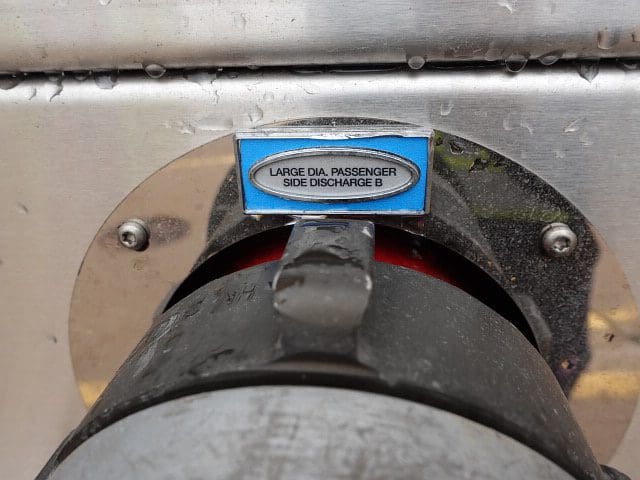 LARGE DIA. PASSENGER
SIDE DISCHARGE B